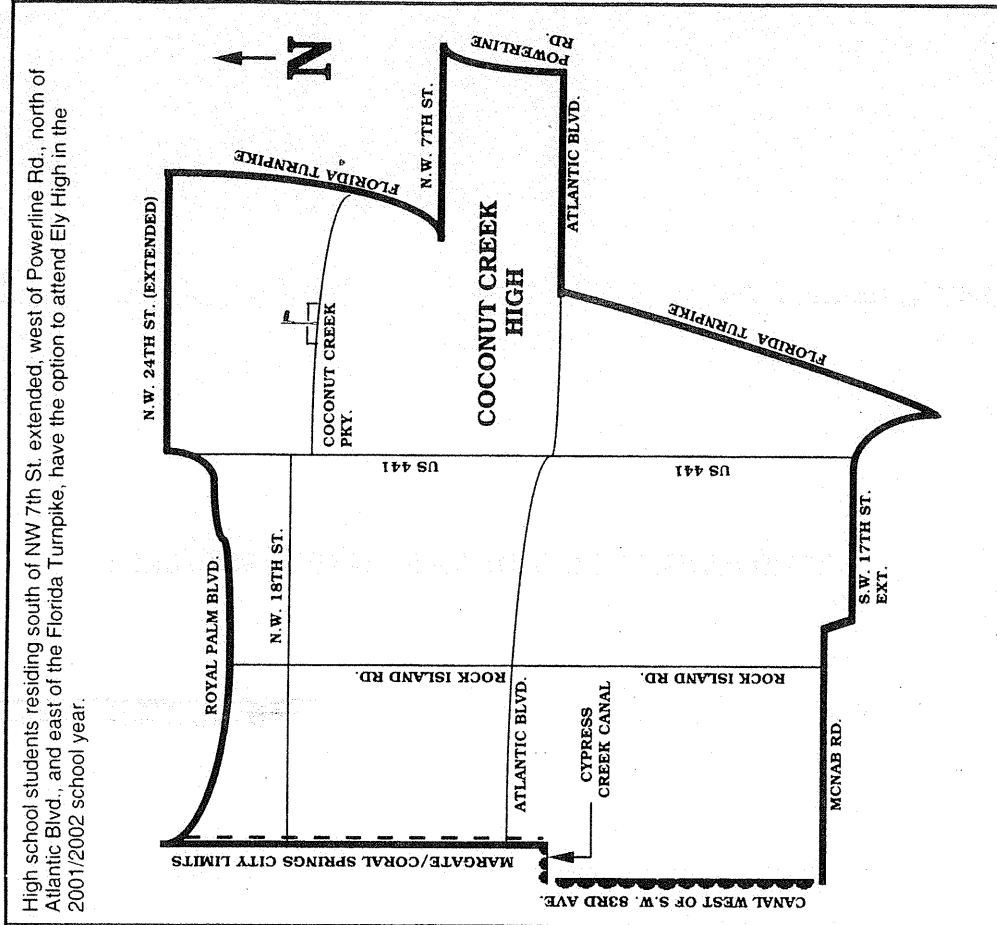 High school students residing south of NW 7th St. extended, west of Powerline Rd., north of
Atlantic Blvd., and east of the Florida Turnpike, have the option to attend Ely High in the
2001/2002 school year.
N
N.W. 24TH ST. (EXTENDED)
FLORIDA TURNPIKE
N.W. 7TH ST.
POWERLINE
RD.
ROYAL PALM BLVD.
N.W. 18TH ST.
COCONUT CREEK
PKY.
US 441
COCONUT CREEK
HIGH
ATLANTIC BLVD.
MARGATE/CORAL SPRINGS CITY LIMITS
ROCK ISLAND RD.
ATLANTIC BLVD.
CYPRESS
CREEK CANAL
US 441
FLORIDA TURNPIKE
ROCK ISLAND RD.
S.W. 17TH ST.
EXT.
CANAL WEST OF S.W. 83RD AVE.
MCNAB RD.